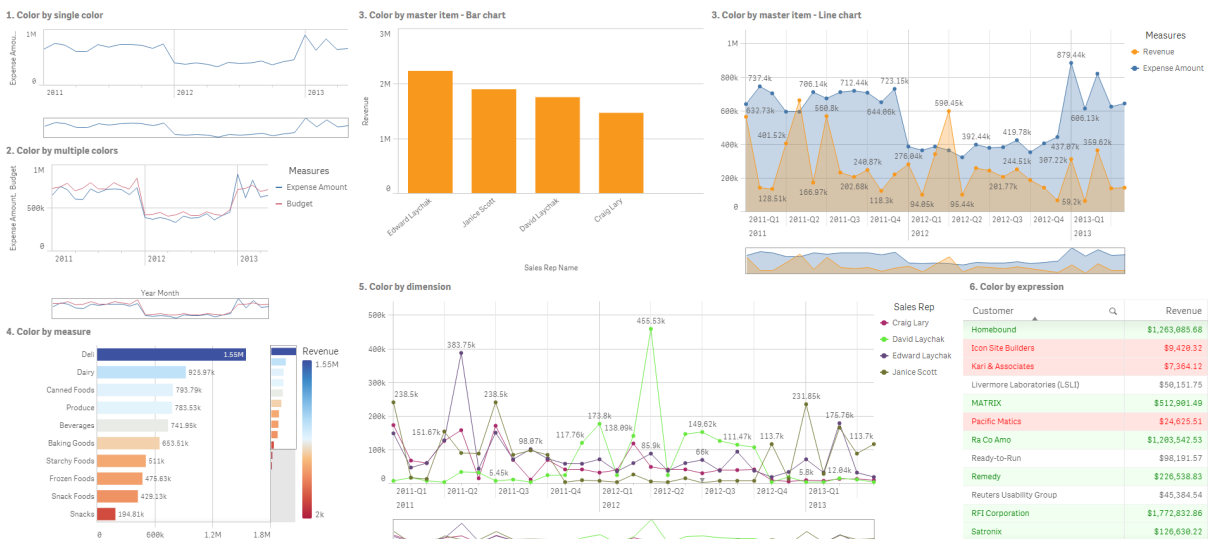 1. Color by single color
Expense Amou..
1M
0
2011
2012
2013
2. Color by multiple colors
Expense Amount, Budget
1M
500k
0
2011
2012
2013
Year Month
Measures
Expense Amount
Budget
3. Color by master item - Bar chart
Revenue
3M
2M
1M
0
Edward Laychak
Janice Scott
David Laychak
Craig Lary
Sales Rep Name
3. Color by master item - Line chart
1M
800k
600k
400k
200k
0
632.73k
737.4k
706.14k
712.44k
723.15k
879.44k
401.52k
560.8k
644.06k
590.45k
606.13k
128.51k
166.97k
202.68k
240.87k
118.3k
276.04k
94.05k
95.44k
392.44k
201.77k
419.78k
244.51k
307.22k
437.07k
59.2k
359.62k
2011-Q1
2011-Q2
2011-Q3
2011-Q4
2012-Q1
2012-Q2
2012-Q3
2012-Q4
2013-Q1
2011
2012
2013
Measures
Revenue
Expense Amount
4. Color by measure
Deli
1.55M
Dairy
925.97k
Canned Foods
793.79k
Produce
783.53k
Beverages
741.95k
Baking Goods
653.51k
Starchy Foods
511k
Frozen Foods
475.63k
Snack Foods
429.13k
Snacks
194.81k
0
600k
1.2M
1.8M
Revenue
1.55M
2k
5. Color by dimension
500k
400k
300k
200k
100k
0
238.5k
151.67k
383.75k
238.5k
5.45k
98.07k
117.76k
173.8k
138.09k
455.53k
85.9k
149.62k
66k
111.47k
113.7k
231.85k
5.8k
175.76k
12.04k
113.7k
2011-Q1
2011-Q2
2011-Q3
2011-Q4
2012-Q1
2012-Q2
2012-Q3
2012-Q4
2013-Q1
2011
2012
2013
Sales Rep
Craig Lary
David Laychak
Edward Laychak
Janice Scott
6. Color by expression
Customer Revenue
Homebound $1,263,085.68
Icon Site Builders $9,420.32
Kari & Associates $7,364.12
Livermore Laboratories (LSLI) $50,151.75
MATRIX $512,901.49
Pacific Matics $24,625.51
Ra Co Amo $1,203,542.53
Ready-to-Run $98,191.57
Remedy $226,538.83
Reuters Usability Group $45,384.54
RFI Corporation $1,772,832.86
Satronix $126,630.22